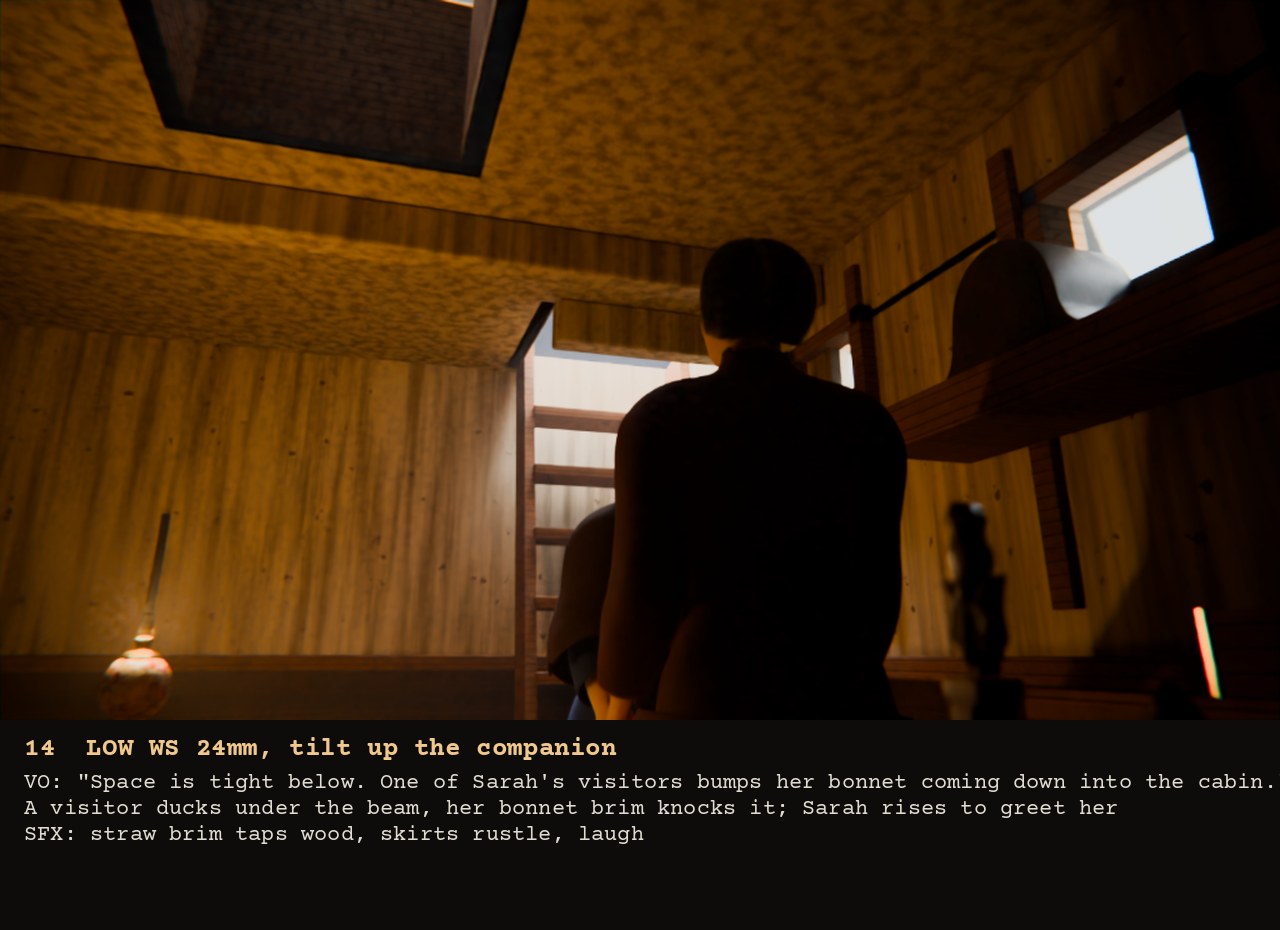 14  LOW WS 24mm, tilt up the companion
VO: "Space is tight below. One of Sarah's visitors bumps her bonnet coming down into the cabin.
A visitor ducks under the beam, her bonnet brim knocks it; Sarah rises to greet her
SFX: straw brim taps wood, skirts rustle, laugh